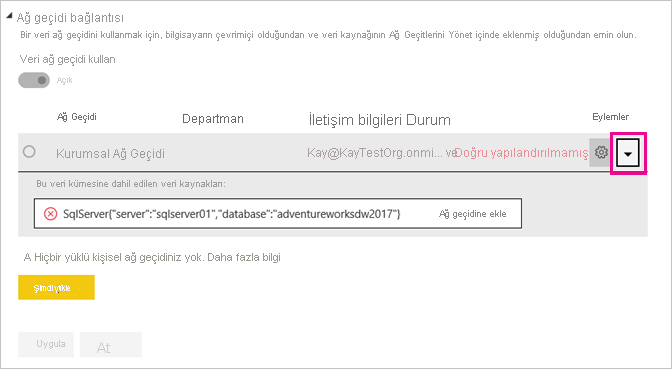 Ağ geçidi bağlantısı
Bir veri ağ geçidini kullanmak için, bilgisayarın çevrimiçi olduğundan ve veri kaynağının Ağ Geçitlerini Yönet içinde eklenmiş olduğundan emin olun.
Veri ağ geçidi kullan
Açık
Ağ Geçidi Departman İletişim bilgileri Durum Eylemler
Kurumsal Ağ Geçidi Kay@KayTestOrg.onmi... ve Doğru yapılandırılmamış
Bu veri kümesine dahil edilen veri kaynakları:
SqlServer{"server":"sqlserver01","database":"adventureworksdw2017"} Ağ geçidine ekle
A Hiçbir yüklü kişisel ağ geçidiniz yok. Daha fazla bilgi
Şimdi yükle
Uygula At